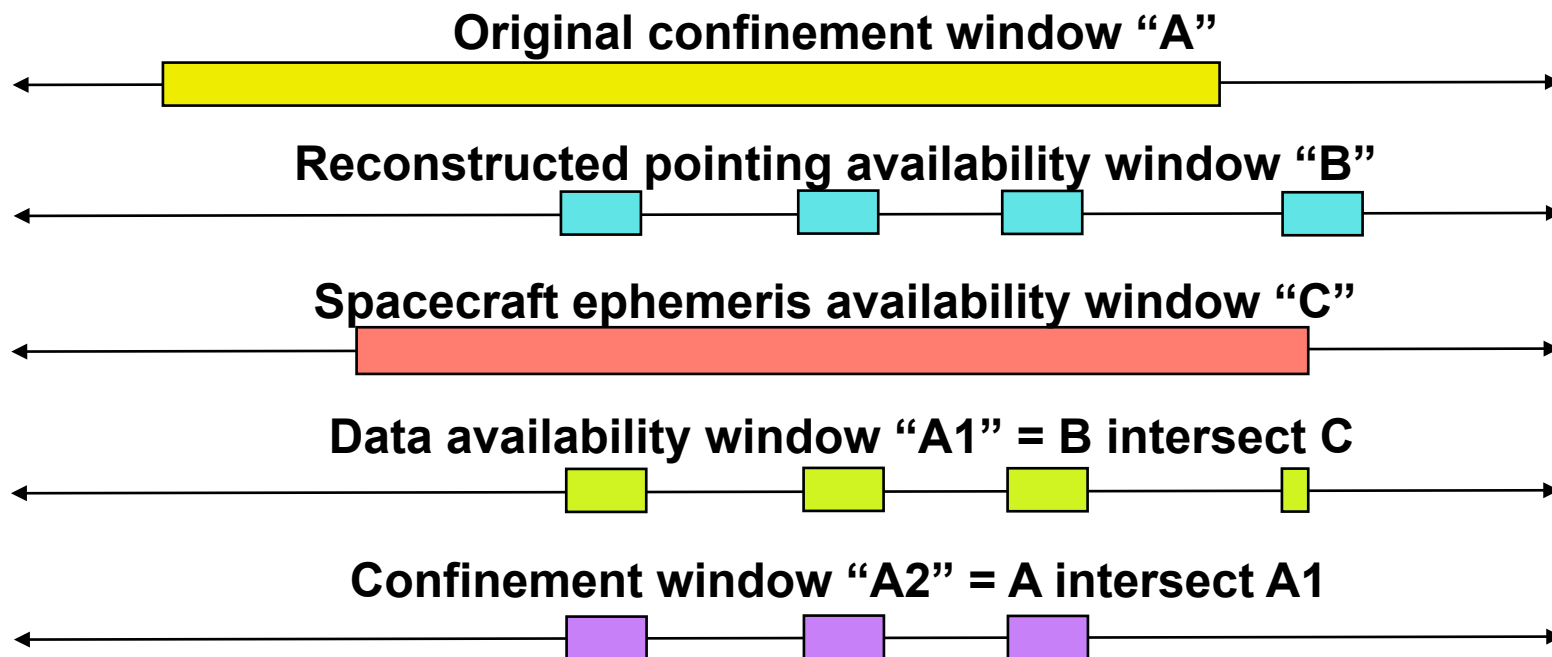 Original confinement window “A”
Reconstructed pointing availability window “B”
Spacecraft ephemeris availability window “C”
Data availability window “A1” = B intersect C
Confinement window “A2” = A intersect A1